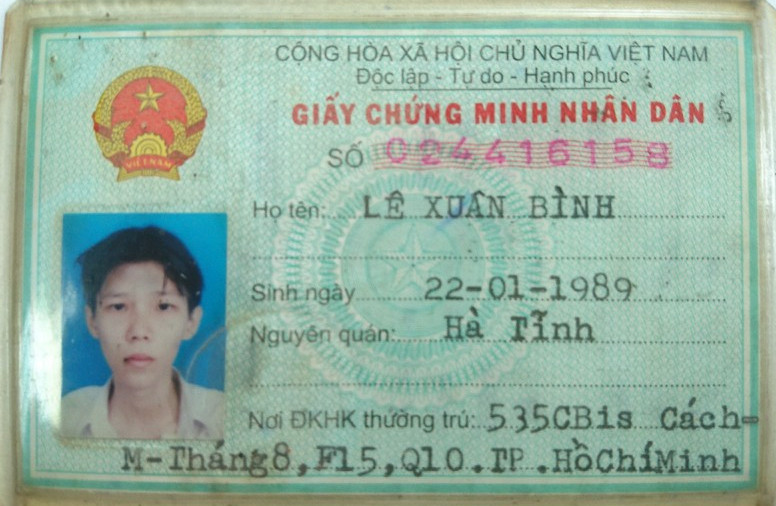 CỘNG HÒA XÃ HỘI CHỦ NGHĨA VIỆT NAM
Độc lập - Tự do - Hạnh phúc
GIẤY CHỨNG MINH NHÂN DÂN
SỐ 024416158
VIỆT NAM
Họ tên: LÊ XUÂN BÌNH
Sinh ngày 22-01-1989
Nguyên quán: Hà Tĩnh
Nơi ĐKHK thường trú: 535CBis Cách-
M-Tháng8,F15,Q10.TP.HồChíMinh